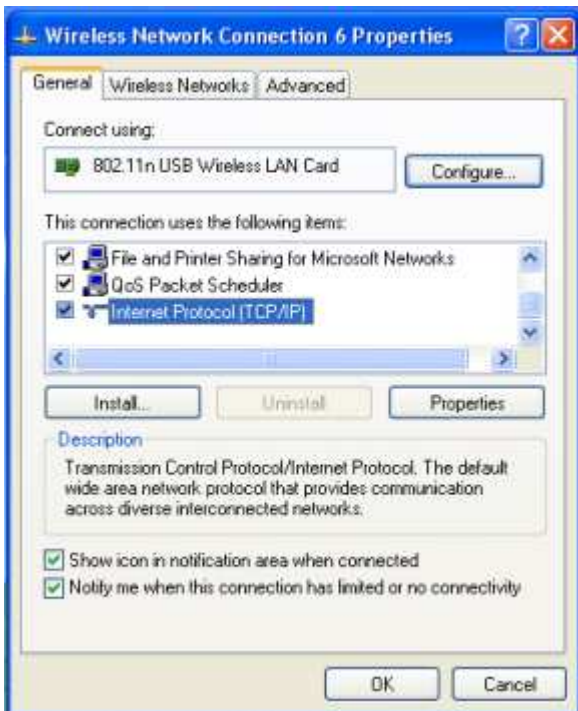 Wireless Network Connection 6 Properties
General
Wireless Networks
Advanced
Connect using:
802.11n USB Wireless LAN Card
Configure...
This connection uses the following items:
File and Printer Sharing for Microsoft Networks
QoS Packet Scheduler
Internet Protocol (TCP/IP)
Install...
Uninstall
Properties
Description
Transmission Control Protocol/Internet Protocol. The default
wide area network protocol that provides communication
across diverse interconnected networks.
Show icon in notification area when connected
Notify me when this connection has limited or no connectivity
OK
Cancel